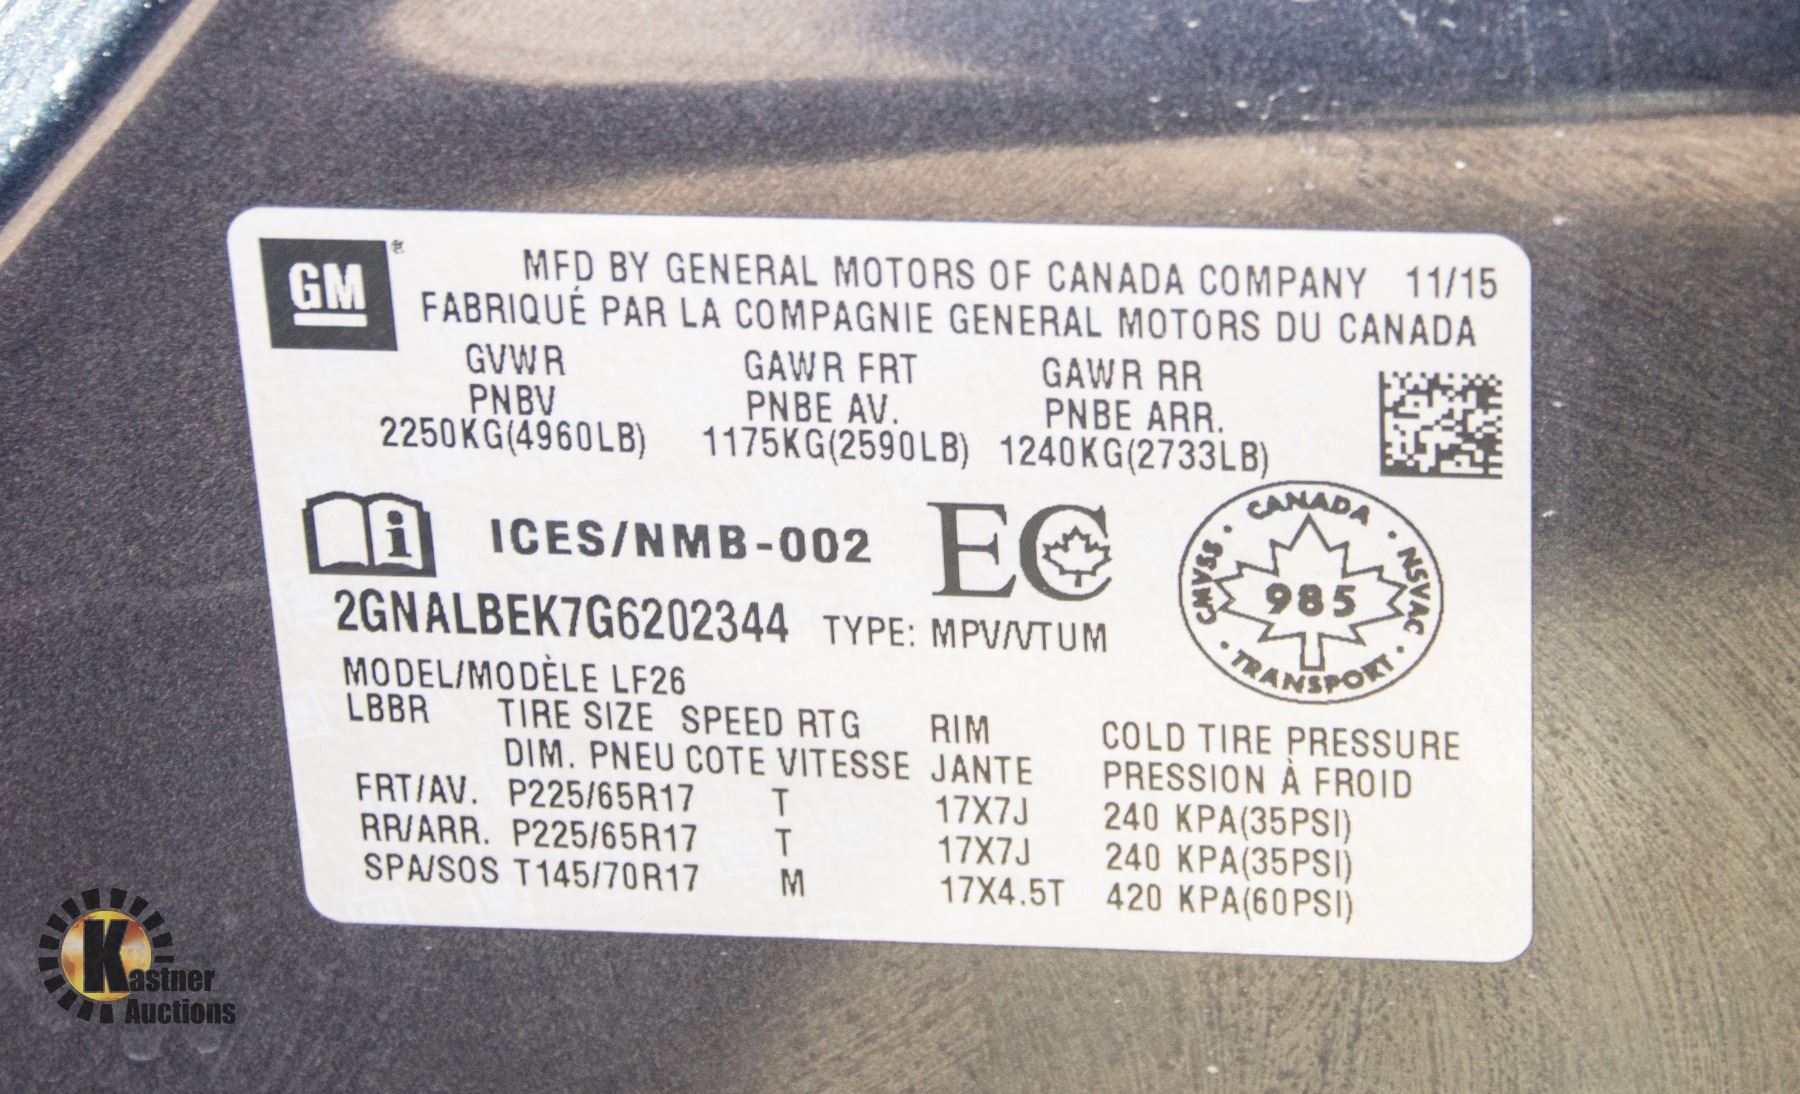 GM
MFD BY GENERAL MOTORS OF CANADA COMPANY 11/15
FABRIQUÉ PAR LA COMPAGNIE GENERAL MOTORS DU CANADA
GVWR GAWR FRT GAWR RR
PNBV PNBE AV. PNBE ARR.
2250KG(4960LB) 1175KG(2590LB) 1240KG(2733LB)
i ICES/NMB-002 EC
CANADA
CMVSS · 985 · NSVAC
TRANSPORT
2GNALBEK7G6202344 TYPE: MPV/VTUM
MODEL/MODÈLE LF26
LBBR TIRE SIZE SPEED RTG RIM COLD TIRE PRESSURE
DIM. PNEU COTE VITESSE JANTE PRESSION À FROID
FRT/AV. P225/65R17 T 17X7J 240 KPA(35PSI)
RR/ARR. P225/65R17 T 17X7J 240 KPA(35PSI)
SPA/SOS T145/70R17 M 17X4.5T 420 KPA(60PSI)
Kastner
Auctions